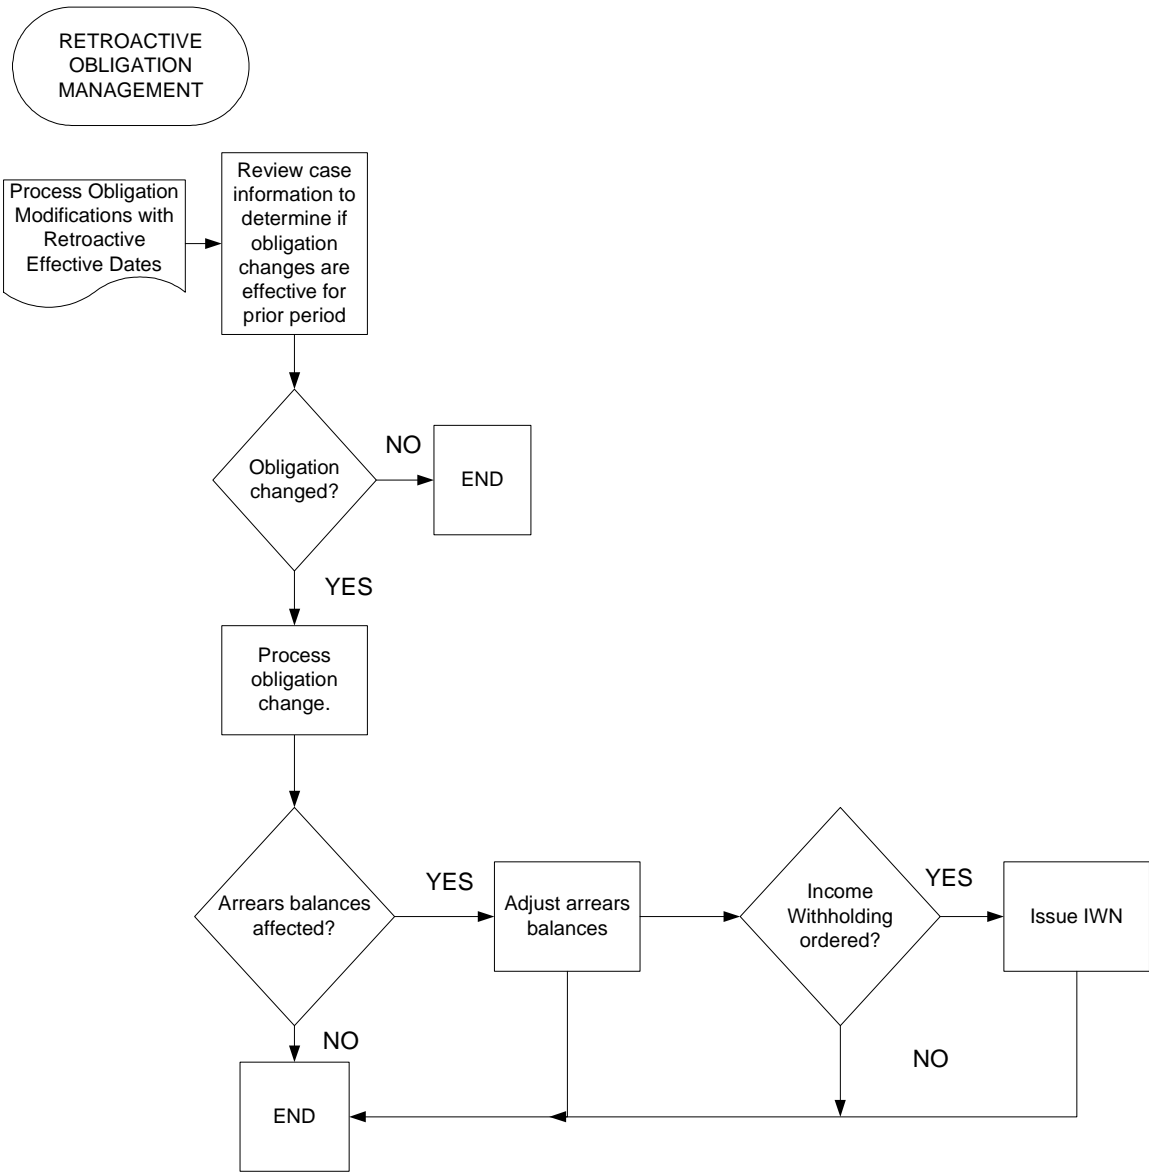 RETROACTIVE
OBLIGATION
MANAGEMENT
Process Obligation
Modifications with
Retroactive
Effective Dates
Review case
information to
determine if
obligation
changes are
effective for
prior period
Obligation
changed?
NO
END
YES
Process
obligation
change.
Arrears balances
affected?
YES
Adjust arrears
balances
Income
Withholding
ordered?
YES
Issue IWN
NO
NO
END